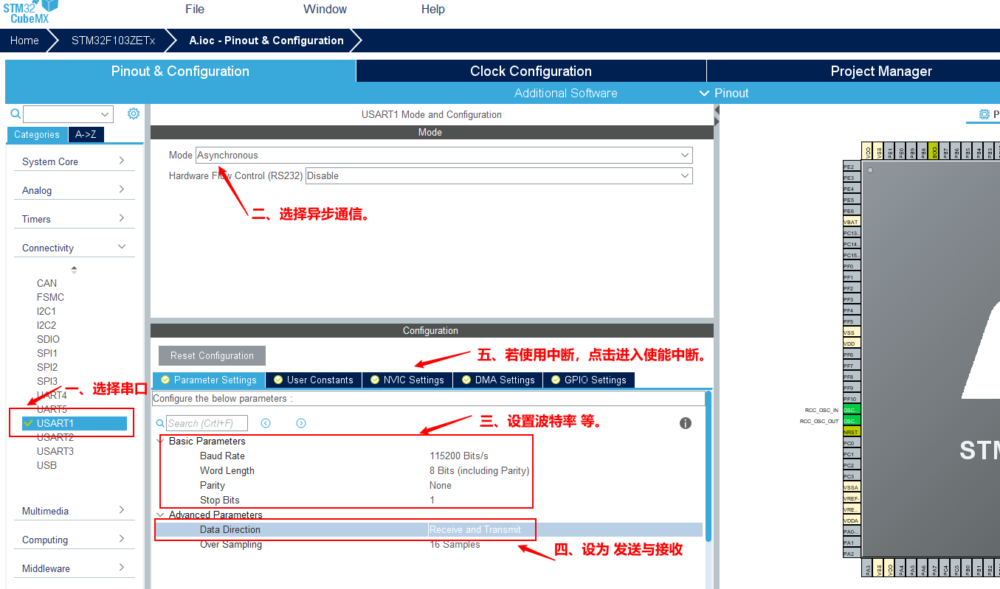 STM32
CubeMX
File Window Help
Home STM32F103ZETx A.ioc - Pinout & Configuration
Pinout & Configuration Clock Configuration Project Manager
Additional Software Pinout
USART1 Mode and Configuration
Categories A->Z
Mode
System Core
Mode Asynchronous
Hardware Flow Control (RS232) Disable
Analog
二、选择异步通信。
Timers
Connectivity
CAN
FSMC
I2C1
I2C2
SDIO
SPI1
SPI2
SPI3
一、选择串口
UART4
UART5
USART1
USART2
USART3
USB
Multimedia
Computing
Middleware
Configuration
Reset Configuration
五、若使用中断，点击进入使能中断。
Parameter Settings User Constants NVIC Settings DMA Settings GPIO Settings
Configure the below parameters :
Search (Crtl+F)
三、设置波特率 等。
Basic Parameters
Baud Rate 115200 Bits/s
Word Length 8 Bits (including Parity)
Parity None
Stop Bits 1
Advanced Parameters
Data Direction Receive and Transmit
Over Sampling 16 Samples
四、设为 发送与接收
VDD VSS PE1 PE0 PB9 PB8 BOO PB7 PB6 PB5 PB4 PB3
PE2
PE3
PE4
PE5
PE6
VBAT
PC13..
PC14..
PC15..
PF0
PF1
PF2
PF3
PF4
PF5
VSS
VDD
PF6
PF7
PF8
PF9
PF10
RCC_OSC_IN OSC..
RCC_OSC_OUT OSC..
NRST
PC0
PC1
PC2
PC3
VSSA
VREF-
VRE..
VDDA
PA0-..
PA1
PA2
PA3 VSS VDD PA4 PA5 PA6 PA7 PC4 PC5 PB0 PB1 PB2
STM